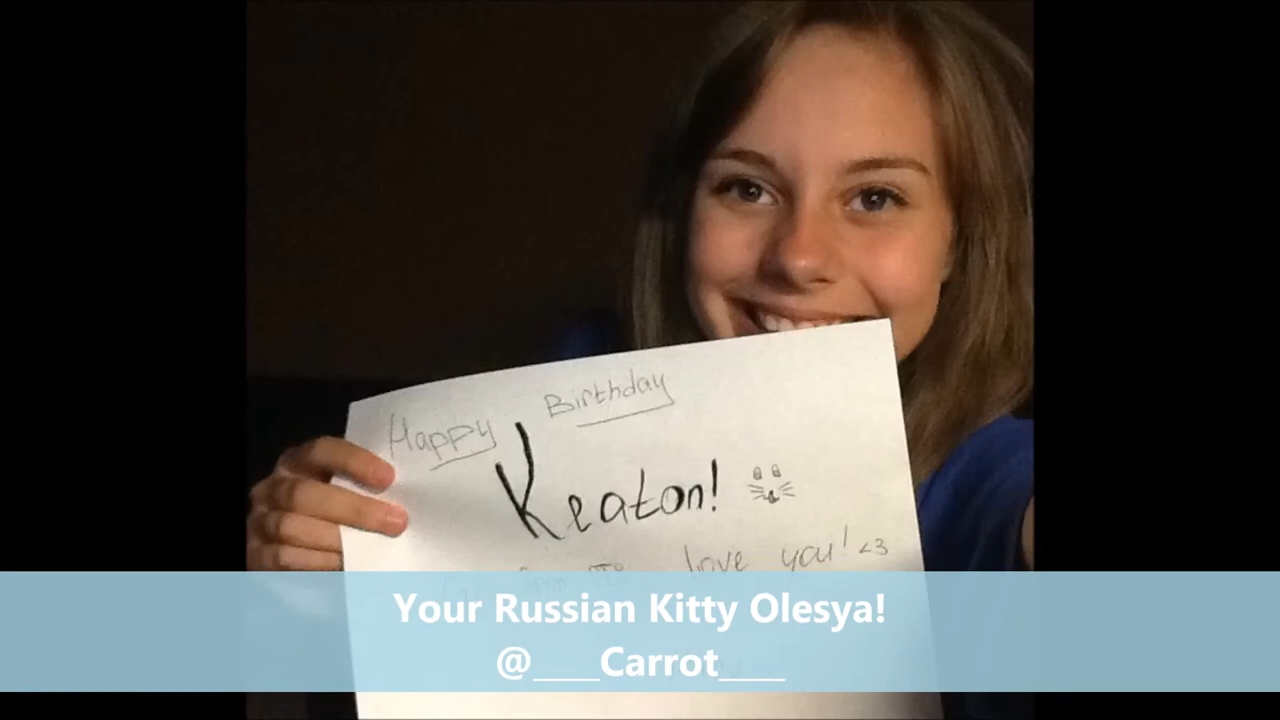 Happy Birthday
Keaton!
love you! <3
Your Russian Kitty Olesya!
@____Carrot____